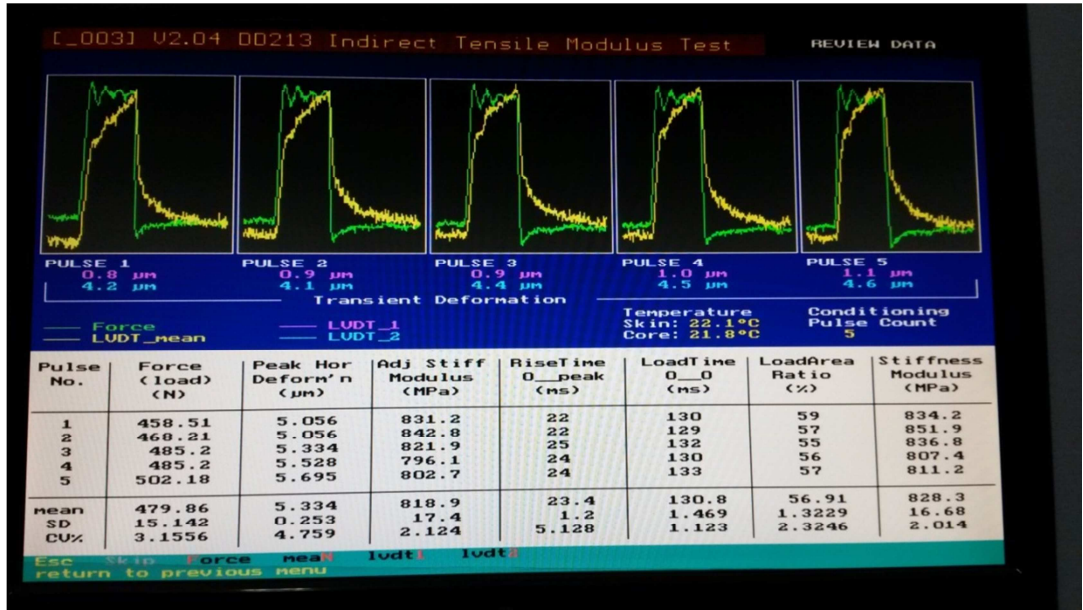 [_003] V2.04 DD213 Indirect Tensile Modulus Test REVIEW DATA
PULSE 1 PULSE 2 PULSE 3 PULSE 4 PULSE 5
0.8 µm 0.9 µm 0.9 µm 1.0 µm 1.1 µm
4.2 µm 4.1 µm 4.4 µm 4.5 µm 4.6 µm
Transient Deformation
Force LVDT_1
LVDT_mean LVDT_2
Temperature
Skin: 22.1ºC
Core: 21.8ºC
Conditioning
Pulse Count
5
Pulse Force Peak Hor Adj Stiff RiseTime LoadTime LoadArea Stiffness
No. (load) Deform'n Modulus 0__peak 0__0 Ratio Modulus
(N) (µm) (MPa) (ms) (ms) (%) (MPa)
1 458.51 5.056 831.2 22 130 59 834.2
2 468.21 5.056 842.8 22 129 57 851.9
3 485.2 5.334 821.9 25 132 55 836.8
4 485.2 5.528 796.1 24 130 56 807.4
5 502.18 5.695 802.7 24 133 57 811.2
mean 479.86 5.334 818.9 23.4 130.8 56.91 828.3
SD 15.142 0.253 17.4 1.2 1.469 1.3229 16.68
CV% 3.1556 4.759 2.124 5.128 1.123 2.3246 2.014
Esc Skip Force meaN lvdt1 lvdt2
return to previous menu